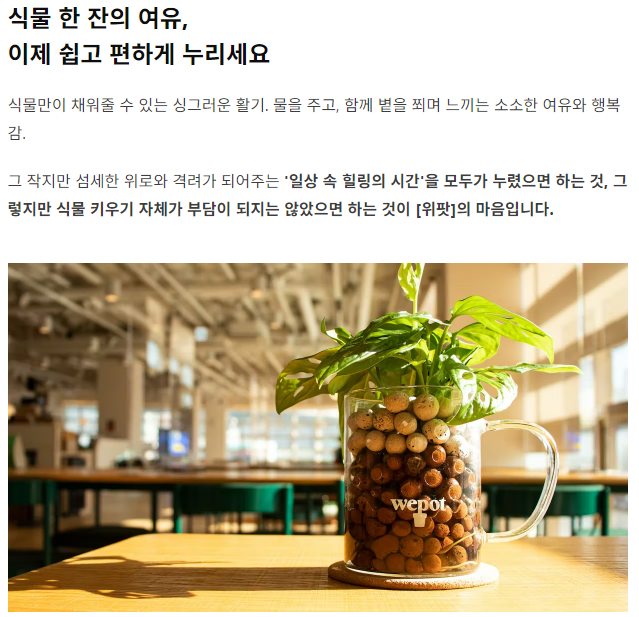 식물 한 잔의 여유,
이제 쉽고 편하게 누리세요
식물만이 채워줄 수 있는 싱그러운 활기. 물을 주고, 함께 볕을 쬐며 느끼는 소소한 여유와 행복
감.
그 작지만 섬세한 위로와 격려가 되어주는 '일상 속 힐링의 시간'을 모두가 누렸으면 하는 것, 그
렇지만 식물 키우기 자체가 부담이 되지는 않았으면 하는 것이 [위팟]의 마음입니다.
wepot